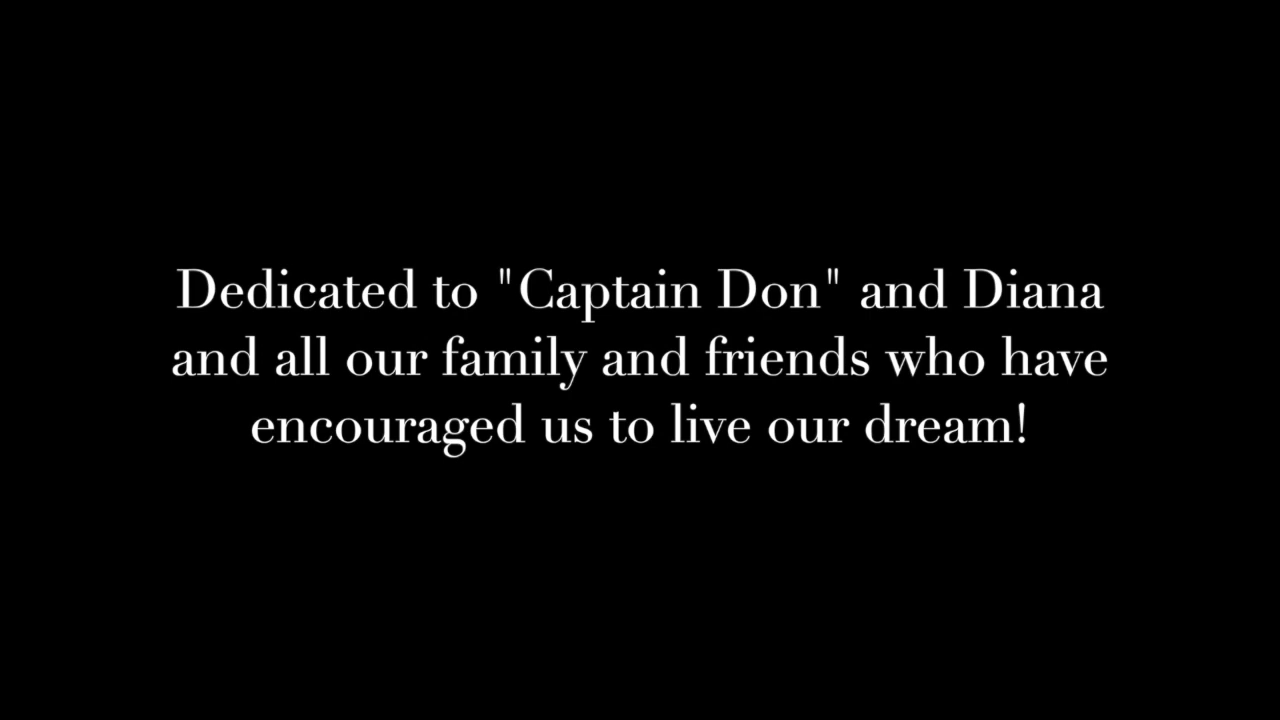 Dedicated to "Captain Don" and Diana
and all our family and friends who have
encouraged us to live our dream!